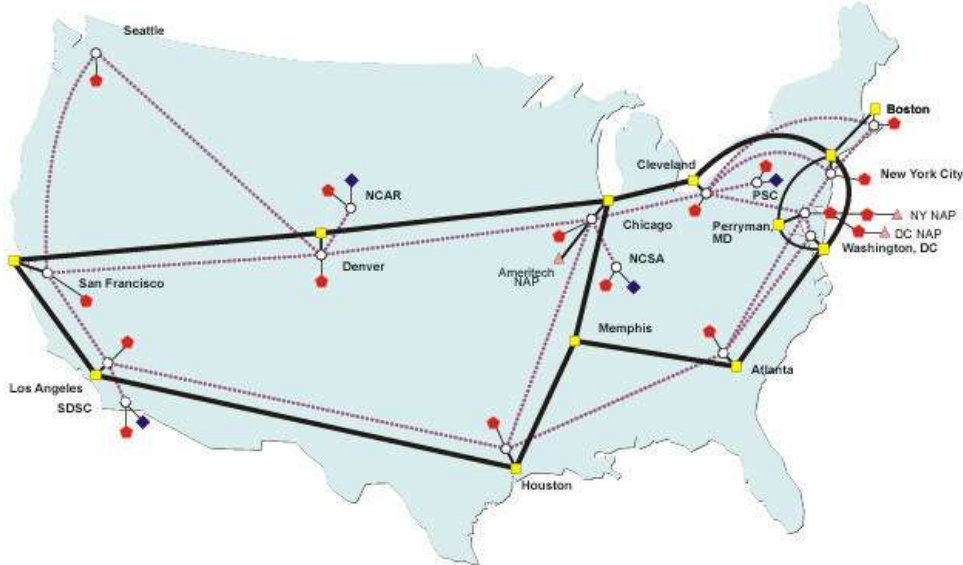 Seattle
Boston
Cleveland
New York City
NCAR
PSC
NY NAP
Chicago
Perryman,
MD
DC NAP
Washington, DC
Denver
Ameritech
NAP
NCSA
San Francisco
Memphis
Atlanta
Los Angeles
SDSC
Houston